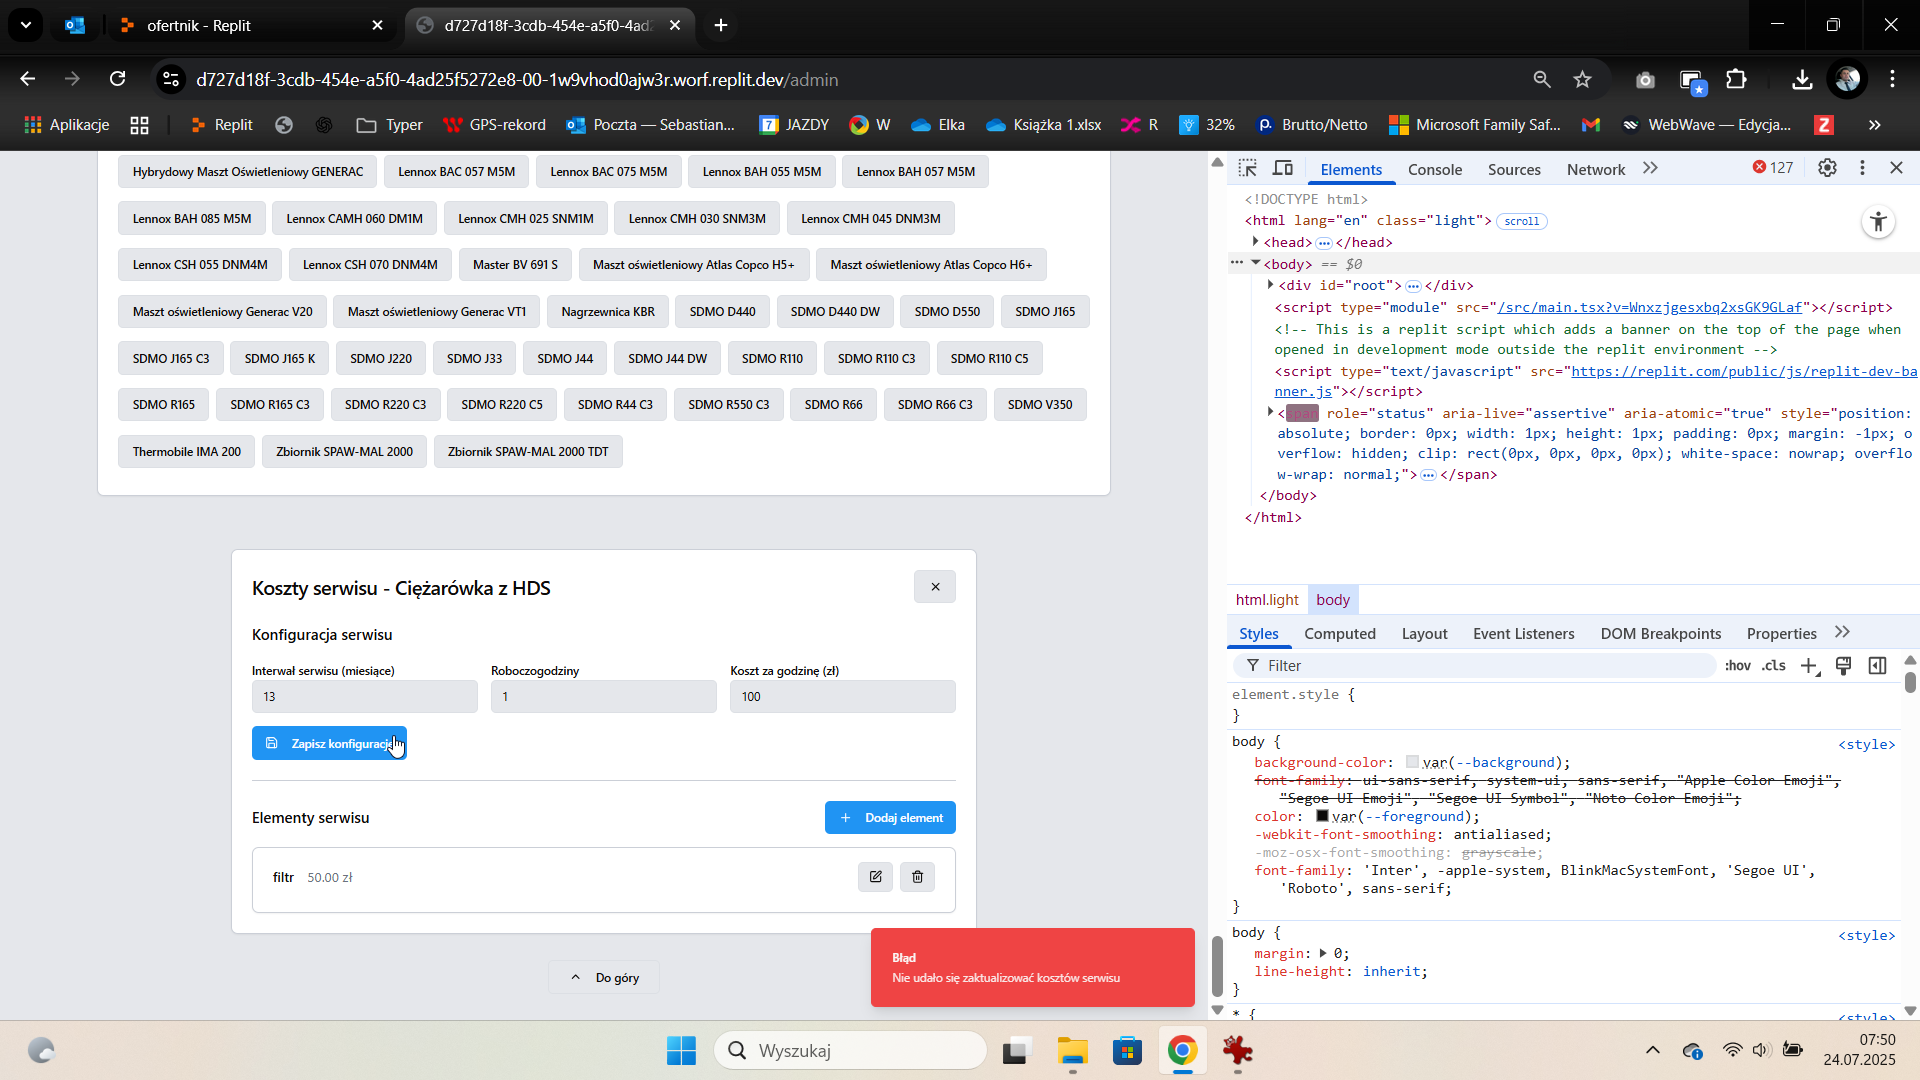 ofertnik - Replit
d727d18f-3cdb-454e-a5f0-4ad
d727d18f-3cdb-454e-a5f0-4ad25f5272e8-00-1w9vhod0ajw3r.worf.replit.dev/admin
Aplikacje Replit Typer GPS-rekord Poczta — Sebastian... 7 JAZDY W Elka Książka 1.xlsx R 32% Brutto/Netto Microsoft Family Saf... WebWave — Edycja... Z »
Hybrydowy Maszt Oświetleniowy GENERAC Lennox BAC 057 M5M Lennox BAC 075 M5M Lennox BAH 055 M5M Lennox BAH 057 M5M
Lennox BAH 085 M5M Lennox CAMH 060 DM1M Lennox CMH 025 SNM1M Lennox CMH 030 SNM3M Lennox CMH 045 DNM3M
Lennox CSH 055 DNM4M Lennox CSH 070 DNM4M Master BV 691 S Maszt oświetleniowy Atlas Copco H5+ Maszt oświetleniowy Atlas Copco H6+
Maszt oświetleniowy Generac V20 Maszt oświetleniowy Generac VT1 Nagrzewnica KBR SDMO D440 SDMO D440 DW SDMO D550 SDMO J165
SDMO J165 C3 SDMO J165 K SDMO J220 SDMO J33 SDMO J44 SDMO J44 DW SDMO R110 SDMO R110 C3 SDMO R110 C5
SDMO R165 SDMO R165 C3 SDMO R220 C3 SDMO R220 C5 SDMO R44 C3 SDMO R550 C3 SDMO R66 SDMO R66 C3 SDMO V350
Thermobile IMA 200 Zbiornik SPAW-MAL 2000 Zbiornik SPAW-MAL 2000 TDT
Koszty serwisu - Ciężarówka z HDS
Konfiguracja serwisu
Interwał serwisu (miesiące) Roboczogodziny Koszt za godzinę (zł)
13 1 100
Zapisz konfigurację
Elementy serwisu + Dodaj element
filtr 50.00 zł
Błąd
Nie udało się zaktualizować kosztów serwisu
Do góry
Elements Console Sources Network » 127
<!DOCTYPE html>
<html lang="en" class="light"> scroll
<head> ••• </head>
••• <body> == $0
<div id="root"> ••• </div>
<script type="module" src="/src/main.tsx?v=Wnxzjgesxbq2xsGK9GLaf"></script>
<!-- This is a replit script which adds a banner on the top of the page when
opened in development mode outside the replit environment -->
<script type="text/javascript" src="https://replit.com/public/js/replit-dev-ba
nner.js"></script>
<span role="status" aria-live="assertive" aria-atomic="true" style="position:
absolute; border: 0px; width: 1px; height: 1px; padding: 0px; margin: -1px; o
verflow: hidden; clip: rect(0px, 0px, 0px, 0px); white-space: nowrap; overflo
w-wrap: normal;"> ••• </span>
</body>
</html>
html.light body
Styles Computed Layout Event Listeners DOM Breakpoints Properties »
Filter :hov .cls
element.style {
}
body { <style>
background-color: var(--background);
font-family: ui-sans-serif, system-ui, sans-serif, "Apple Color Emoji",
"Segoe UI Emoji", "Segoe UI Symbol", "Noto Color Emoji";
color: var(--foreground);
-webkit-font-smoothing: antialiased;
-moz-osx-font-smoothing: grayscale;
font-family: 'Inter', -apple-system, BlinkMacSystemFont, 'Segoe UI',
'Roboto', sans-serif;
}
body { <style>
margin: 0;
line-height: inherit;
}
* { <style>
Wyszukaj
07:50
24.07.2025